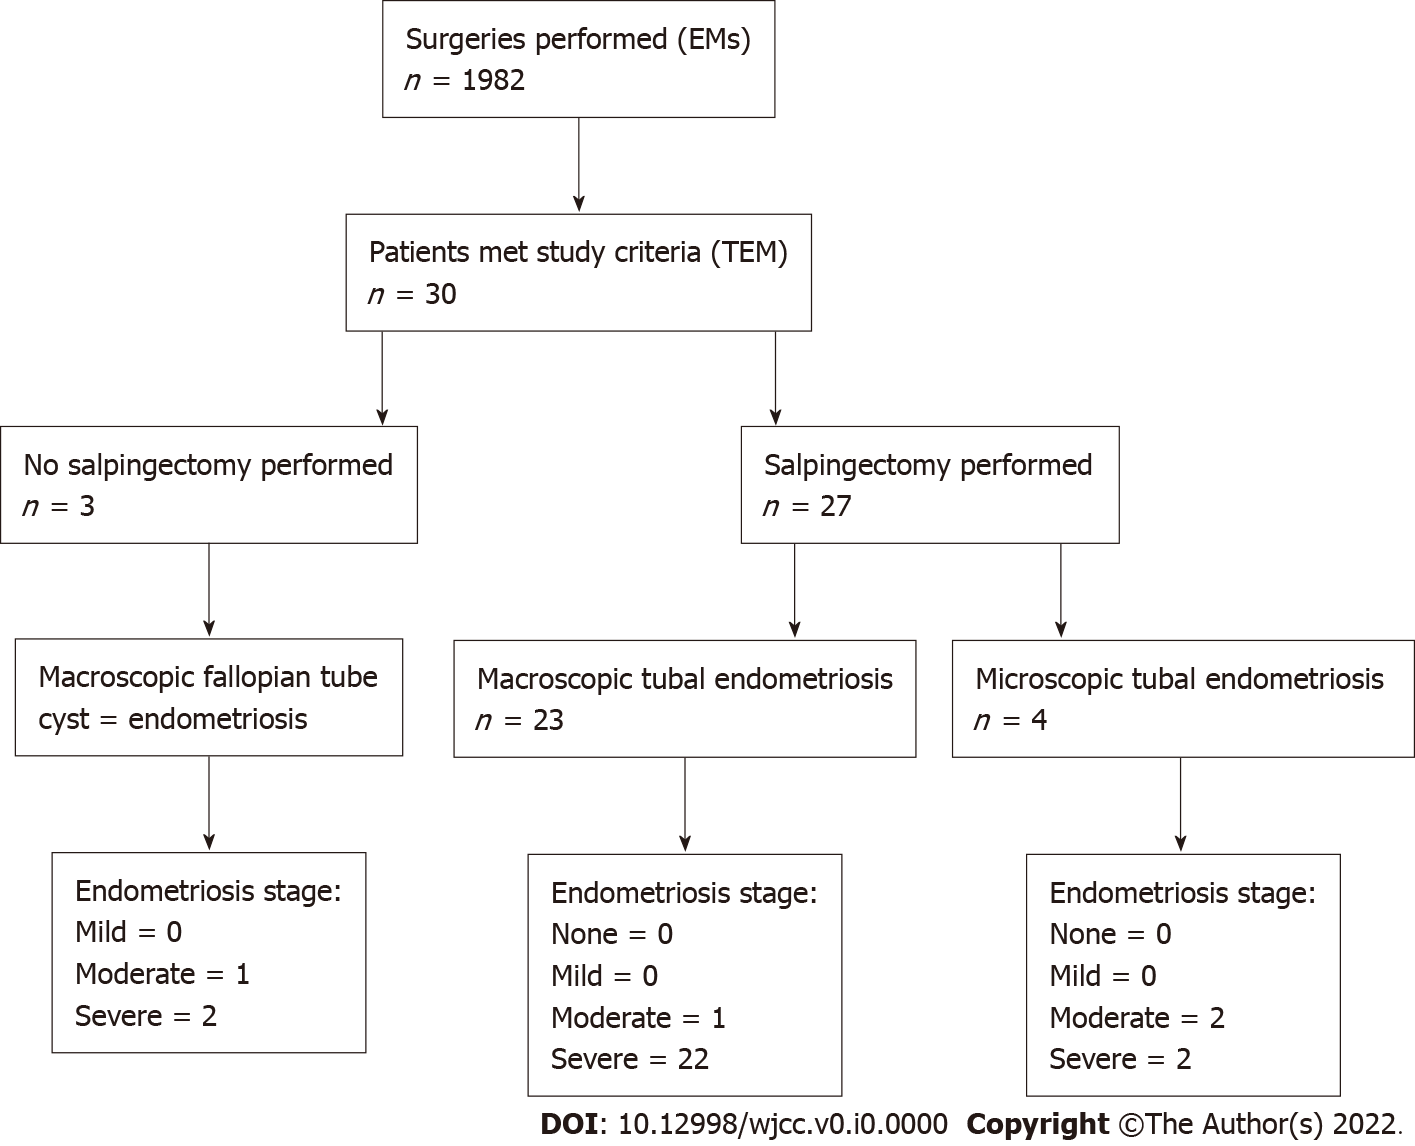 Surgeries performed (EMs)
n = 1982
Patients met study criteria (TEM)
n = 30
No salpingectomy performed
n = 3
Salpingectomy performed
n = 27
Macroscopic fallopian tube
cyst = endometriosis
Macroscopic tubal endometriosis
n = 23
Microscopic tubal endometriosis
n = 4
Endometriosis stage:
Mild = 0
Moderate = 1
Severe = 2
Endometriosis stage:
None = 0
Mild = 0
Moderate = 1
Severe = 22
Endometriosis stage:
None = 0
Mild = 0
Moderate = 2
Severe = 2
DOI: 10.12998/wjcc.v0.i0.0000 Copyright ©The Author(s) 2022.